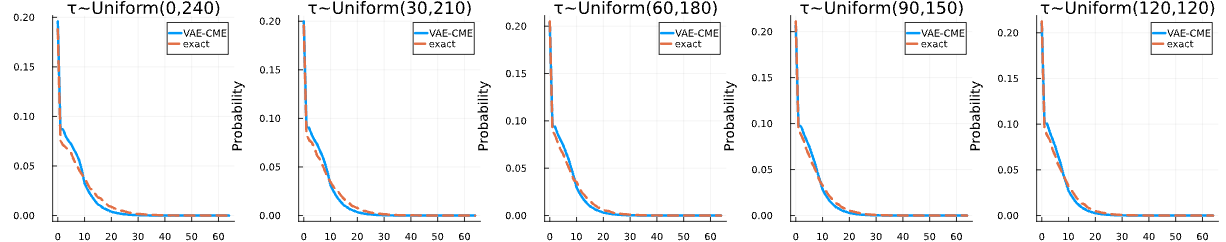 τ~Uniform(0,240)
VAE-CME
exact
0.20
0.15
0.10
0.05
0.00
0 10 20 30 40 50 60
τ~Uniform(30,210)
VAE-CME
exact
Probability
0.20
0.15
0.10
0.05
0.00
0 10 20 30 40 50 60
τ~Uniform(60,180)
VAE-CME
exact
Probability
0.20
0.15
0.10
0.05
0.00
0 10 20 30 40 50 60
τ~Uniform(90,150)
VAE-CME
exact
Probability
0.20
0.15
0.10
0.05
0.00
0 10 20 30 40 50 60
τ~Uniform(120,120)
VAE-CME
exact
Probability
0.20
0.15
0.10
0.05
0.00
0 10 20 30 40 50 60